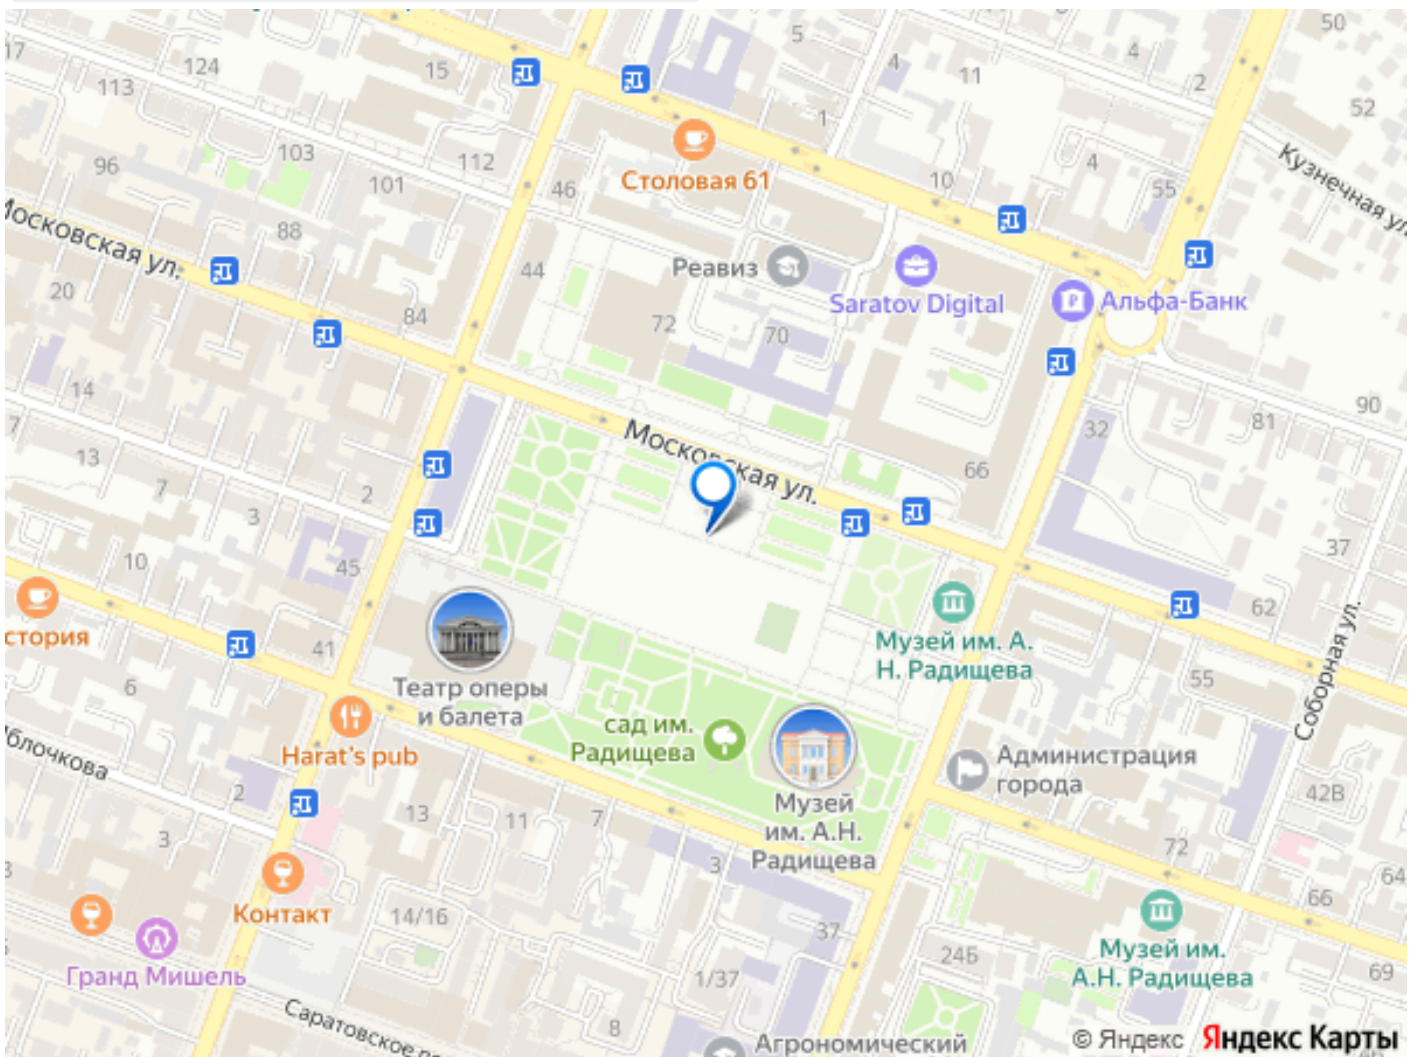 50
5
4
4
17
124
15
11
2
113
1
52
96
103
112
Столовая 61
4
Кузнечная ул.
101
46
10
55
Московская ул.
88
44
Реавиз
20
Saratov Digital
Альфа-Банк
84
72
70
14
90
7
Московская ул.
32
81
13
66
7
2
3
37
10
45
62
стория
41
Музей им. А.
Н. Радищева
6
Театр оперы
и балета
55
Соборная ул.
сад им.
Радищева
Harat's pub
Администрация
города
блочкова
2
42В
13
11
7
Музей
им. А.Н.
Радищева
3
72
3
3
64
66
Контакт
14/16
37
24Б
Музей им.
А.Н. Радищева
Гранд Мишель
1/37
69
Саратовское
8
Агрономический
© Яндекс Яндекс Карты